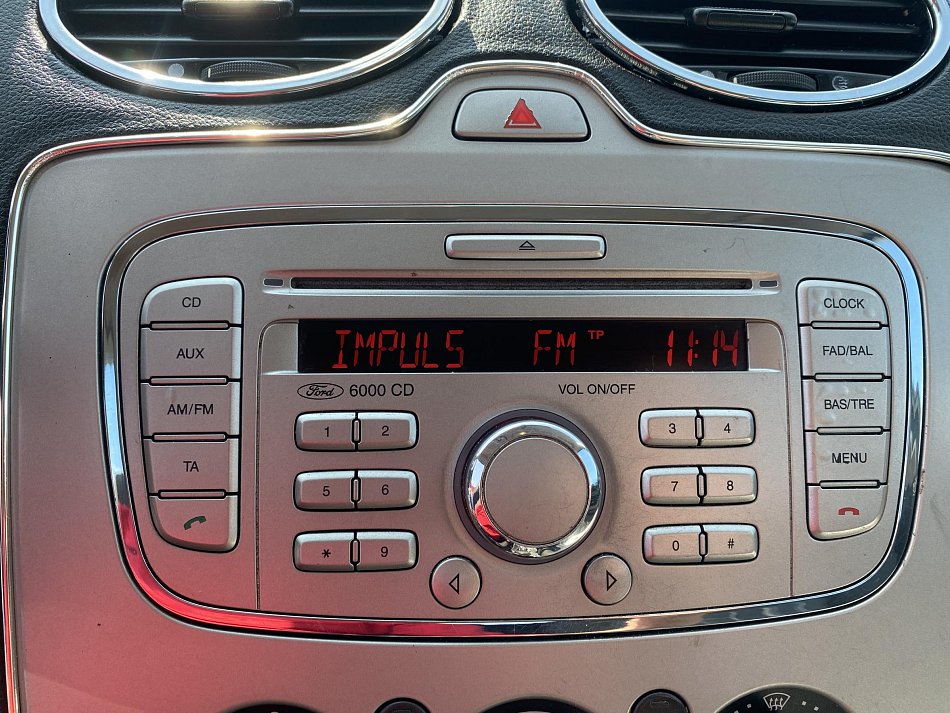 CD
AUX
AM/FM
TA
IMPULS FM TP 11:14
Ford 6000 CD
VOL ON/OFF
1 2
3 4
5 6
7 8
* 9
0 #
CLOCK
FAD/BAL
BAS/TRE
MENU